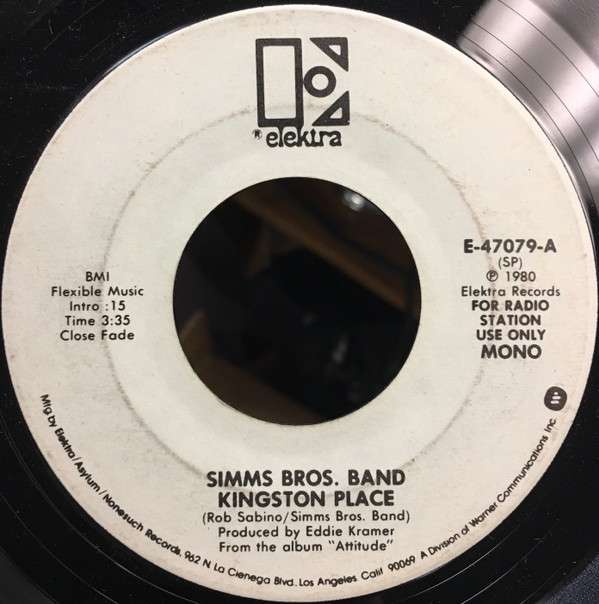 ® elektra
BMI
Flexible Music
Intro :15
Time 3:35
Close Fade
E-47079-A
(SP)
℗ 1980
Elektra Records
FOR RADIO
STATION
USE ONLY
MONO
SIMMS BROS. BAND
KINGSTON PLACE
(Rob Sabino/Simms Bros. Band)
Produced by Eddie Kramer
From the album "Attitude"
Mfg by Elektra/Asylum/Nonesuch Records, 962 N. La Cienega Blvd. Los Angeles, Calif 90069 A Division of Warner Communications Inc